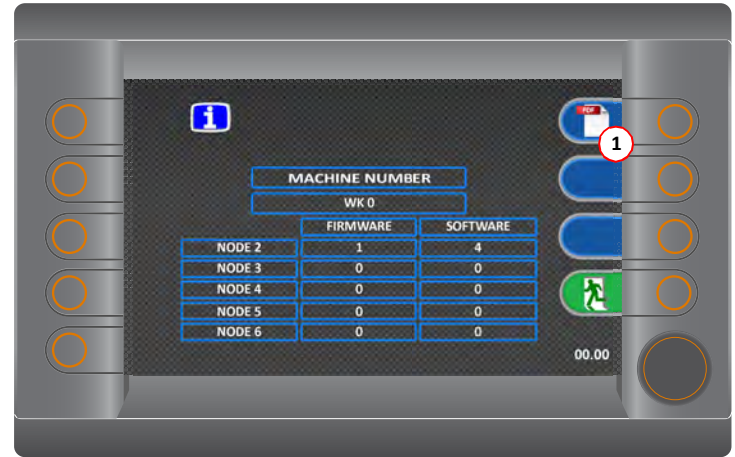 i
PDF
1
MACHINE NUMBER
WK 0
FIRMWARE SOFTWARE
NODE 2 1 4
NODE 3 0 0
NODE 4 0 0
NODE 5 0 0
NODE 6 0 0
00.00